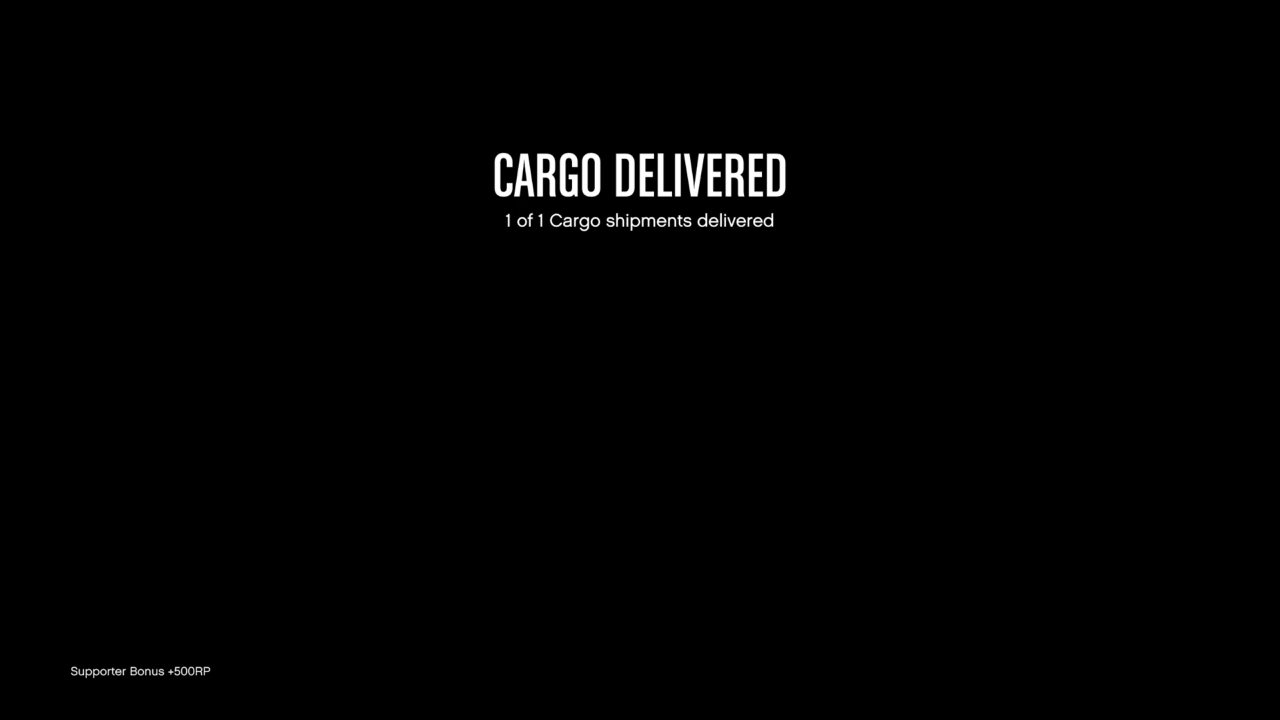 CARGO DELIVERED
1 of 1 Cargo shipments delivered
Supporter Bonus +500RP